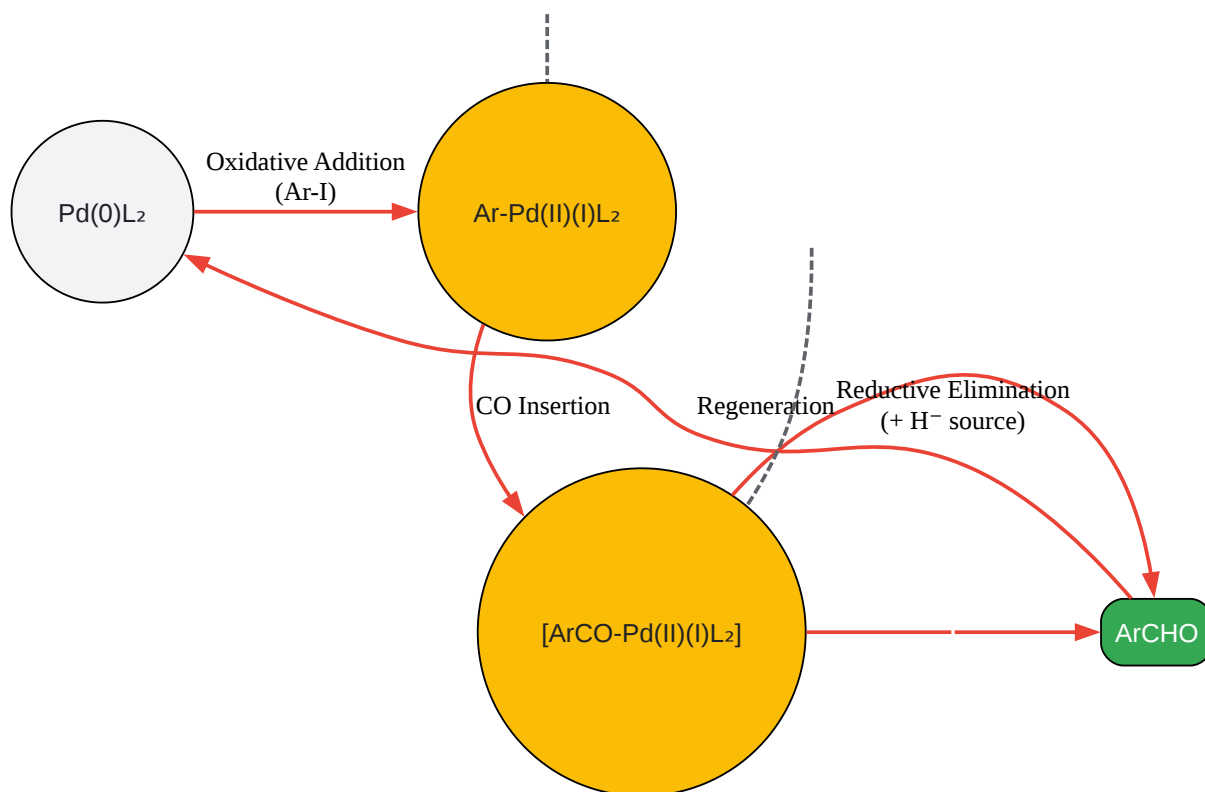 Oxidative Addition
(Ar-I)
Pd(0)L₂
Ar-Pd(II)(I)L₂
CO Insertion
Regeneration
Reductive Elimination
(+ H⁻ source)
[ArCO-Pd(II)(I)L₂]
ArCHO